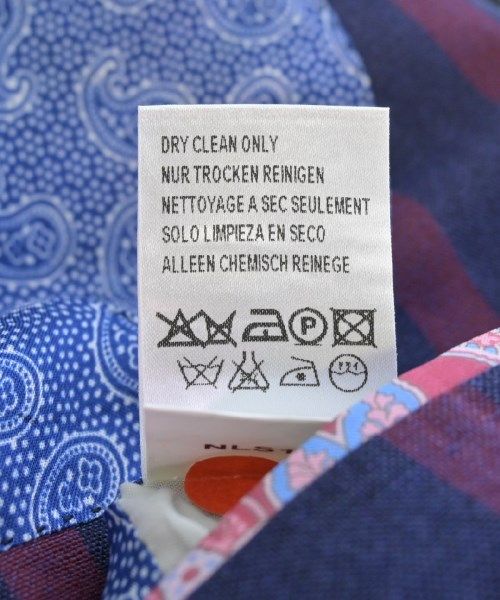 DRY CLEAN ONLY
NUR TROCKEN REINIGEN
NETTOYAGE A SEC SEULEMENT
SOLO LIMPIEZA EN SECO
ALLEEN CHEMISCH REINEGE
P